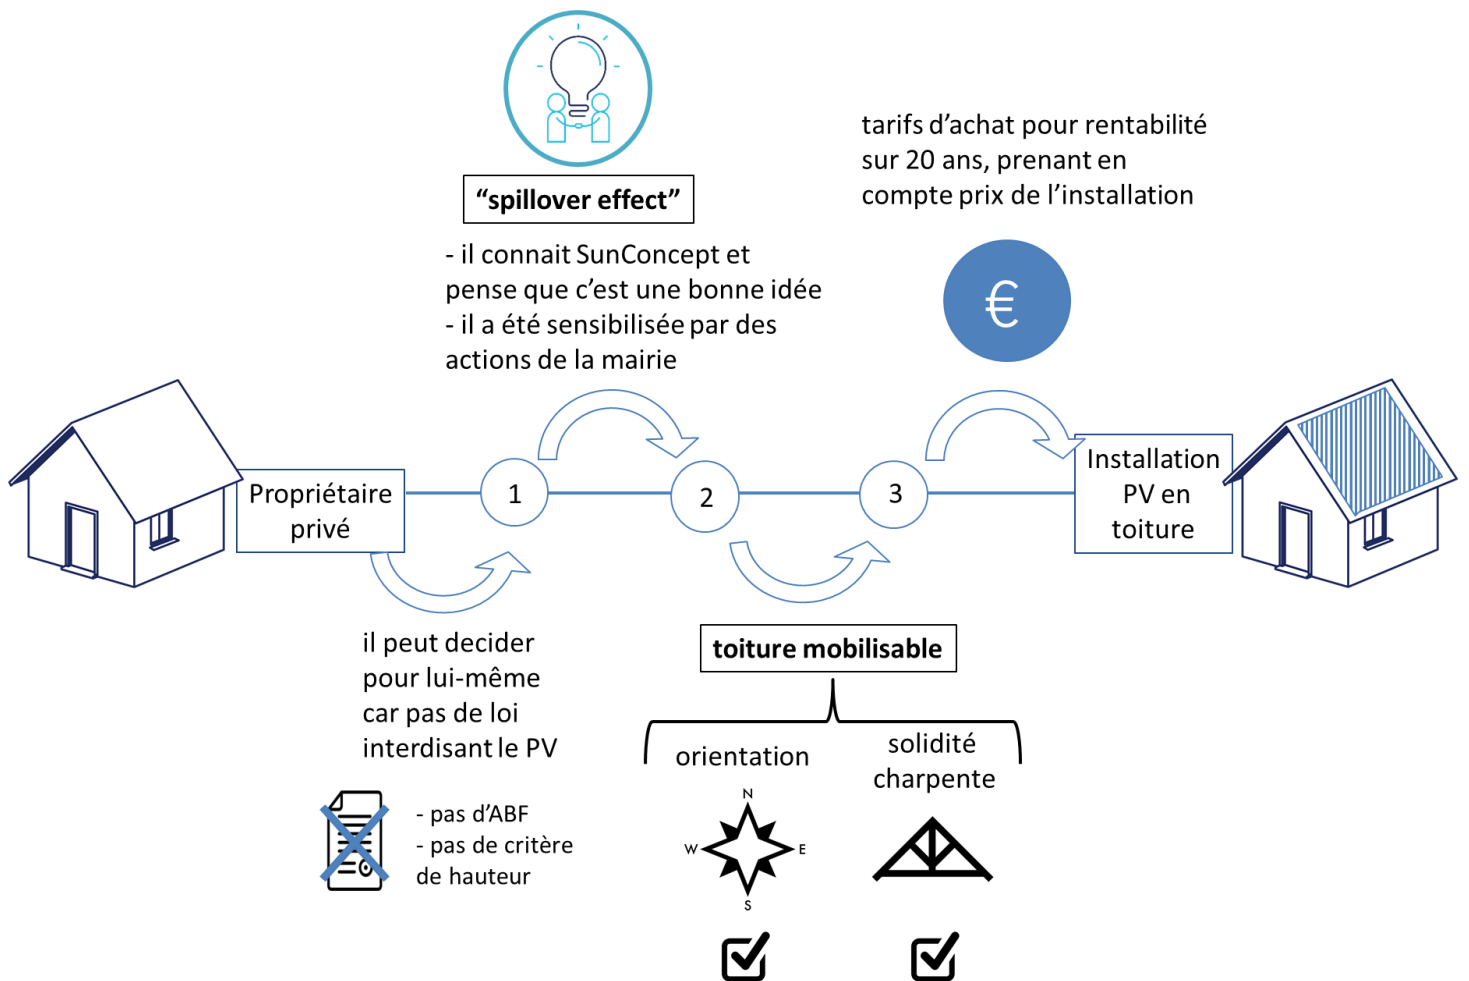 “spillover effect”
- il connait SunConcept et
pense que c’est une bonne idée
- il a été sensibilisée par des
actions de la mairie
tarifs d’achat pour rentabilité
sur 20 ans, prenant en
compte prix de l’installation
€
Propriétaire
privé
1
2
3
Installation
PV en
toiture
il peut decider
pour lui-même
car pas de loi
interdisant le PV
- pas d’ABF
- pas de critère
de hauteur
toiture mobilisable
orientation
N
W
E
S
solidité
charpente